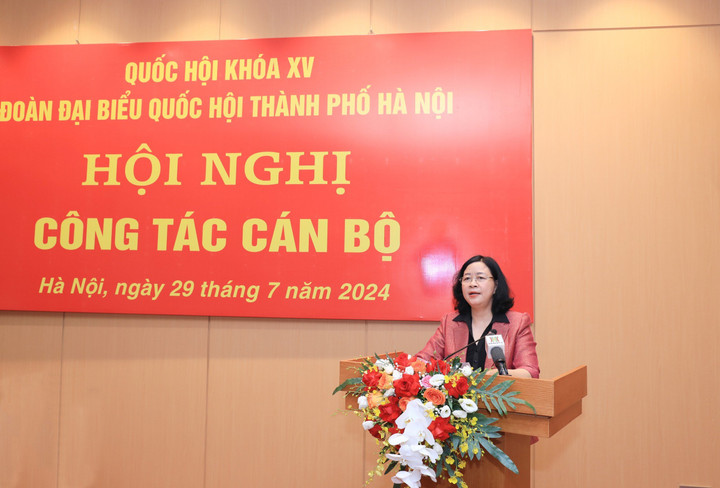 QUỐC HỘI KHÓA XV
ĐOÀN ĐẠI BIỂU QUỐC HỘI THÀNH PHỐ HÀ NỘI
HỘI NGHỊ
CÔNG TÁC CÁN BỘ
Hà Nội, ngày 29 tháng 7 năm 2024